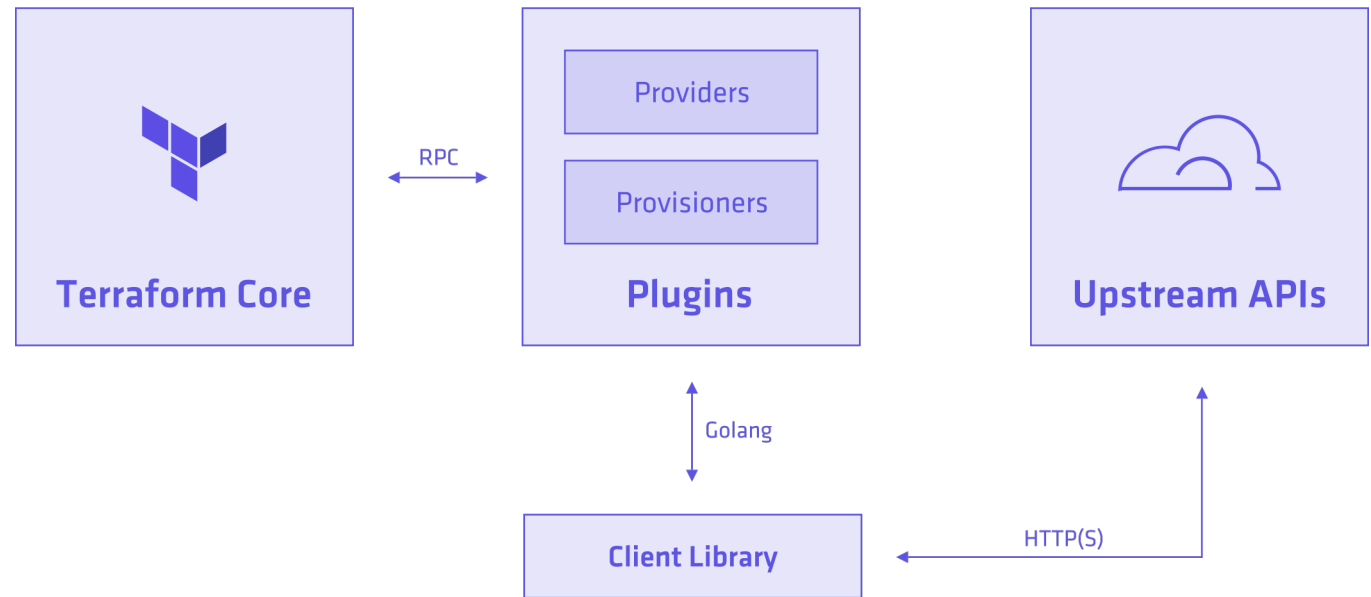 Providers
RPC
Provisioners
Terraform Core
Plugins
Upstream APIs
Golang
HTTP(S)
Client Library